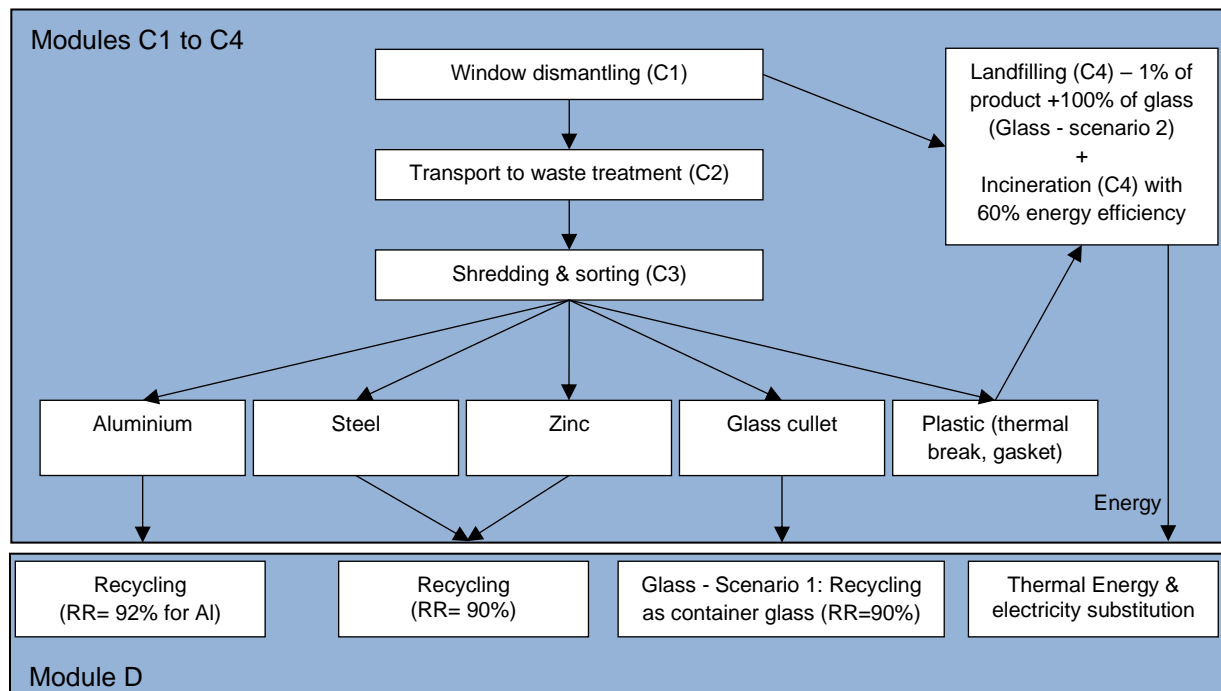 Modules C1 to C4
Window dismantling (C1)
Landfilling (C4) – 1% of
product +100% of glass
(Glass - scenario 2)
+
Incineration (C4) with
60% energy efficiency
Transport to waste treatment (C2)
Shredding & sorting (C3)
Aluminium
Steel
Zinc
Glass cullet
Plastic (thermal
break, gasket)
Energy
Recycling
(RR= 92% for Al)
Recycling
(RR= 90%)
Glass - Scenario 1: Recycling
as container glass (RR=90%)
Thermal Energy &
electricity substitution
Module D